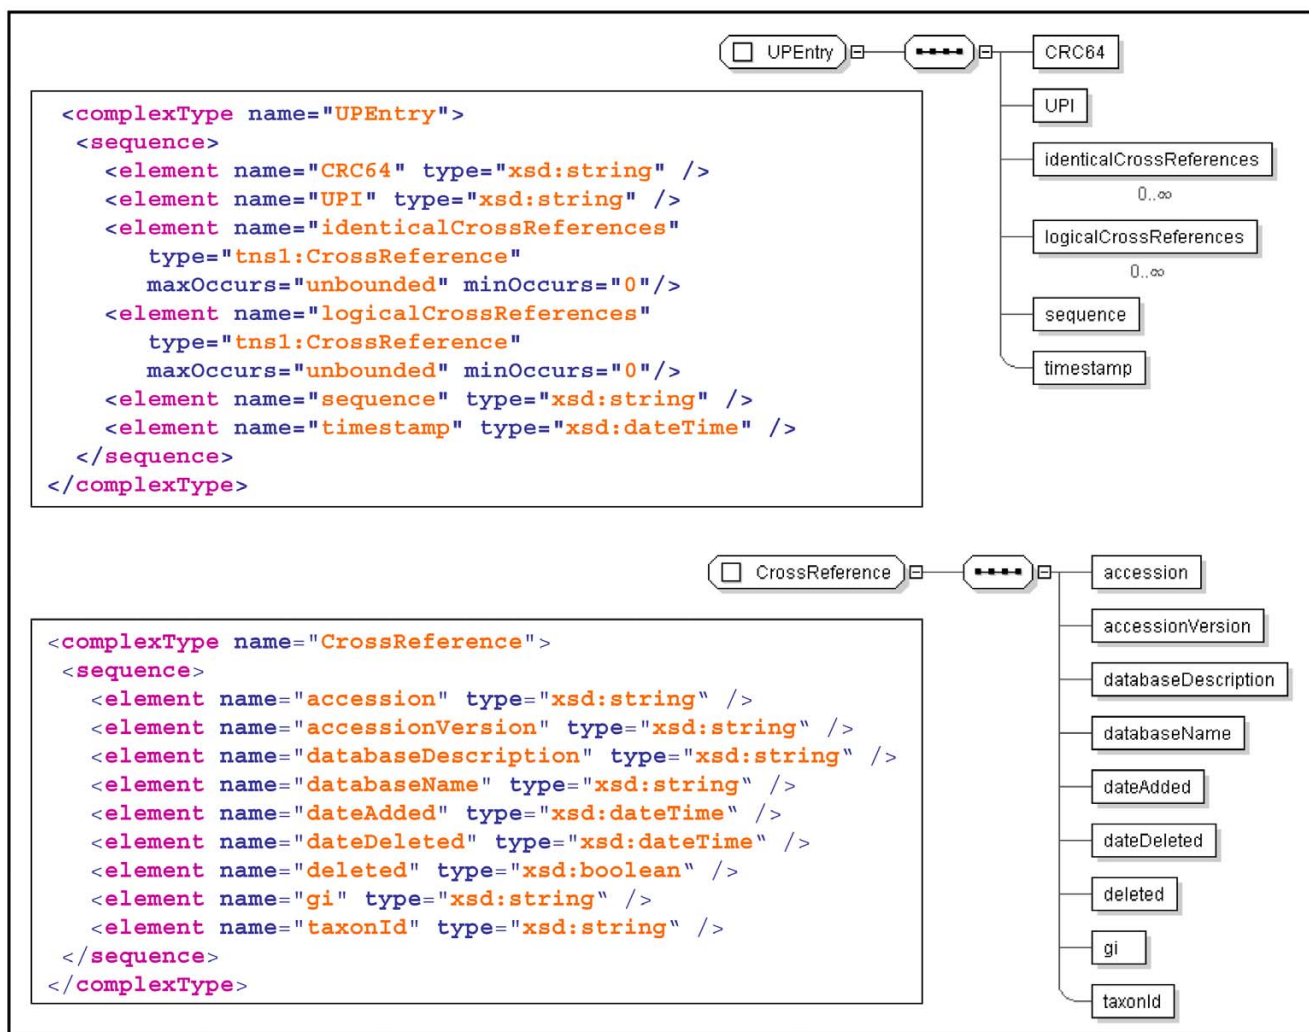 UPEntry
CRC64
UPI
identicalCrossReferences
0..∞
logicalCrossReferences
0..∞
sequence
timestamp
<complexType name="UPEntry">
<sequence>
<element name="CRC64" type="xsd:string" />
<element name="UPI" type="xsd:string" />
<element name="identicalCrossReferences"
type="tns1:CrossReference"
maxOccurs="unbounded" minOccurs="0"/>
<element name="logicalCrossReferences"
type="tns1:CrossReference"
maxOccurs="unbounded" minOccurs="0"/>
<element name="sequence" type="xsd:string" />
<element name="timestamp" type="xsd:dateTime" />
</sequence>
</complexType>
CrossReference
accession
accessionVersion
databaseDescription
databaseName
dateAdded
dateDeleted
deleted
gi
taxonId
<complexType name="CrossReference">
<sequence>
<element name="accession" type="xsd:string“ />
<element name="accessionVersion" type="xsd:string“ />
<element name="databaseDescription" type="xsd:string“ />
<element name="databaseName" type="xsd:string“ />
<element name="dateAdded" type="xsd:dateTime“ />
<element name="dateDeleted" type="xsd:dateTime“ />
<element name="deleted" type="xsd:boolean“ />
<element name="gi" type="xsd:string“ />
<element name="taxonId" type="xsd:string“ />
</sequence>
</complexType>